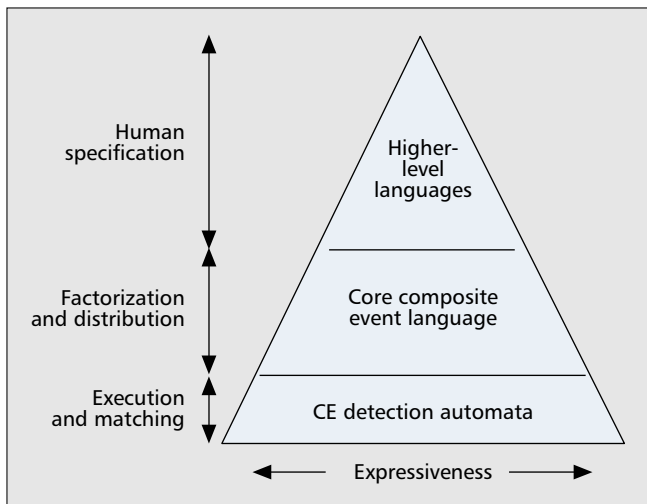 Human
specification
Higher-
level
languages
Factorization
and distribution
Core composite
event language
Execution
and matching
CE detection automata
Expressiveness